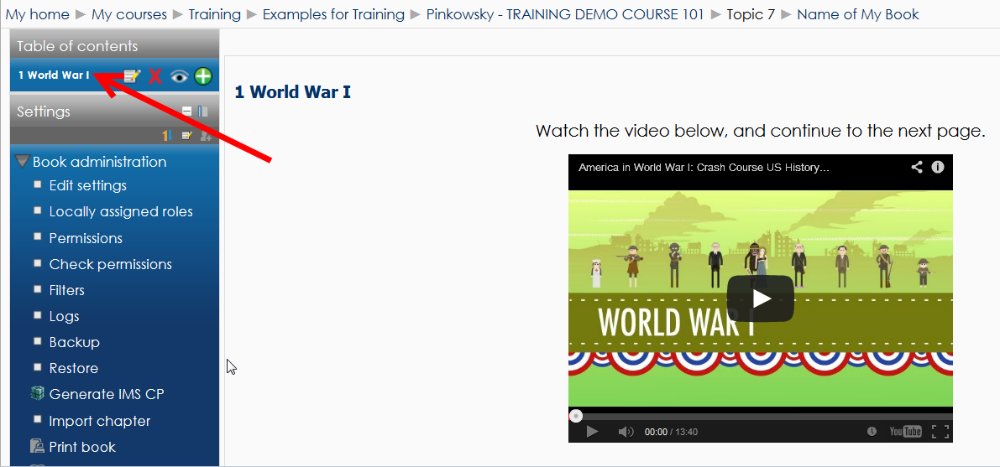 My home ► My courses ► Training ► Examples for Training ► Pinkowsky - TRAINING DEMO COURSE 101 ► Topic 7 ► Name of My Book
Table of contents
1 World War I
Settings
Book administration
Edit settings
Locally assigned roles
Permissions
Check permissions
Filters
Logs
Backup
Restore
Generate IMS CP
Import chapter
Print book
1 World War I
Watch the video below, and continue to the next page.
America in World War I: Crash Course US History...
WORLD WAR I
00:00 / 13:40
YouTube